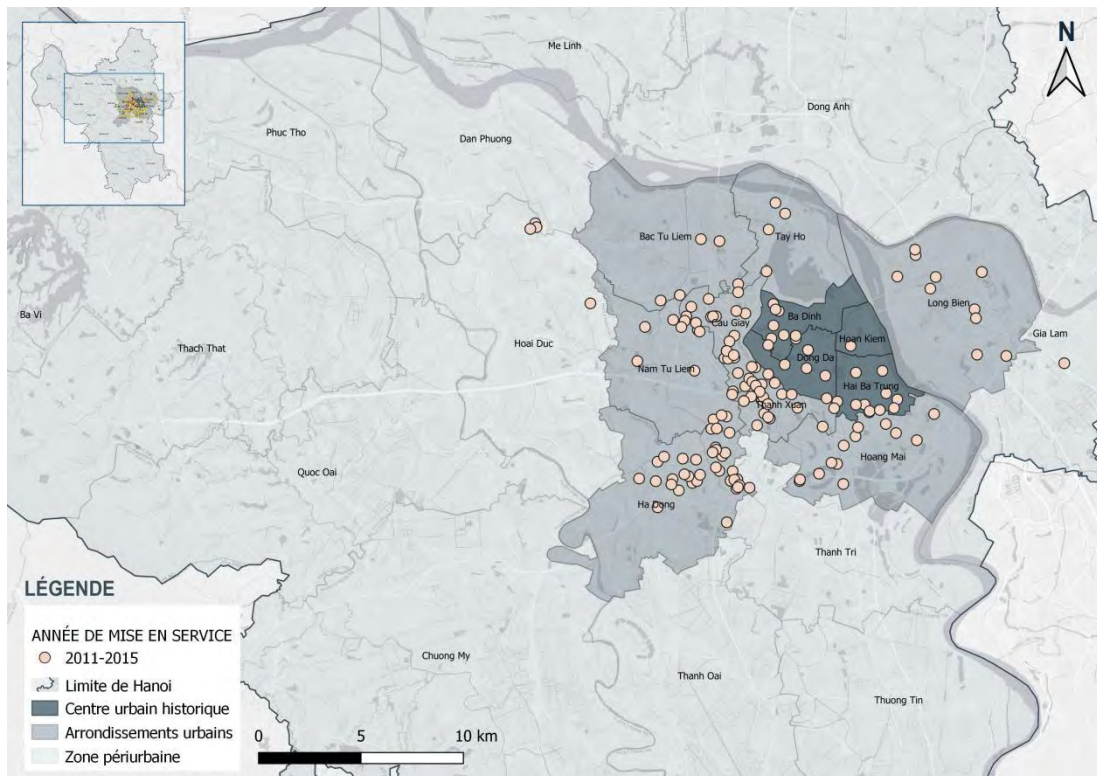 N
Me Linh
Dong Anh
Phuc Tho
Dan Phuong
Bac Tu Liem
Tay Ho
Long Bien
Ba Vi
Cau Giay
Ba Dinh
Hoan Kiem
Gia Lam
Thach That
Hoai Duc
Dong Da
Nam Tu Liem
Hai Ba Trung
Thanh Xuan
Quoc Oai
Hoang Mai
Ha Dong
Thanh Tri
Chuong My
Thanh Oai
Thuong Tin
LÉGENDE
ANNÉE DE MISE EN SERVICE
2011-2015
Limite de Hanoi
Centre urbain historique
Arrondissements urbains
Zone périurbaine
0 5 10 km